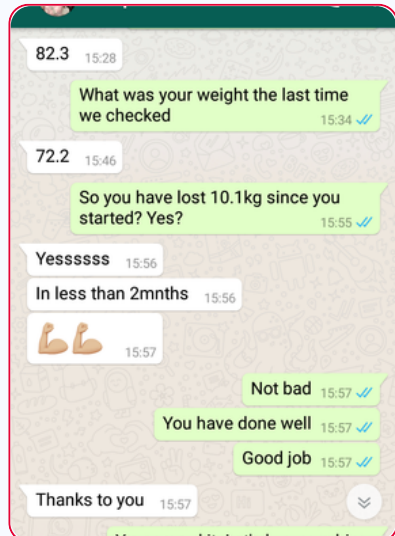 82.3 15:28
What was your weight the last time
we checked 15:34
72.2 15:46
So you have lost 10.1kg since you
started? Yes? 15:55
Yessssss 15:56
In less than 2mnths 15:56
15:57
Not bad 15:57
You have done well 15:57
Good job 15:57
Thanks to you 15:57